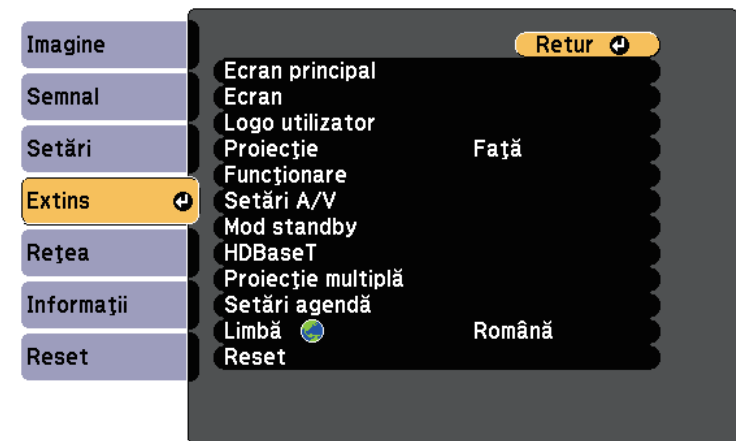 Imagine
Semnal
Setări
Extins
Reţea
Informaţii
Reset
Retur
Ecran principal
Ecran
Logo utilizator
Proiecţie Faţă
Funcţionare
Setări A/V
Mod standby
HDBaseT
Proiecţie multiplă
Setări agendă
Limbă Română
Reset